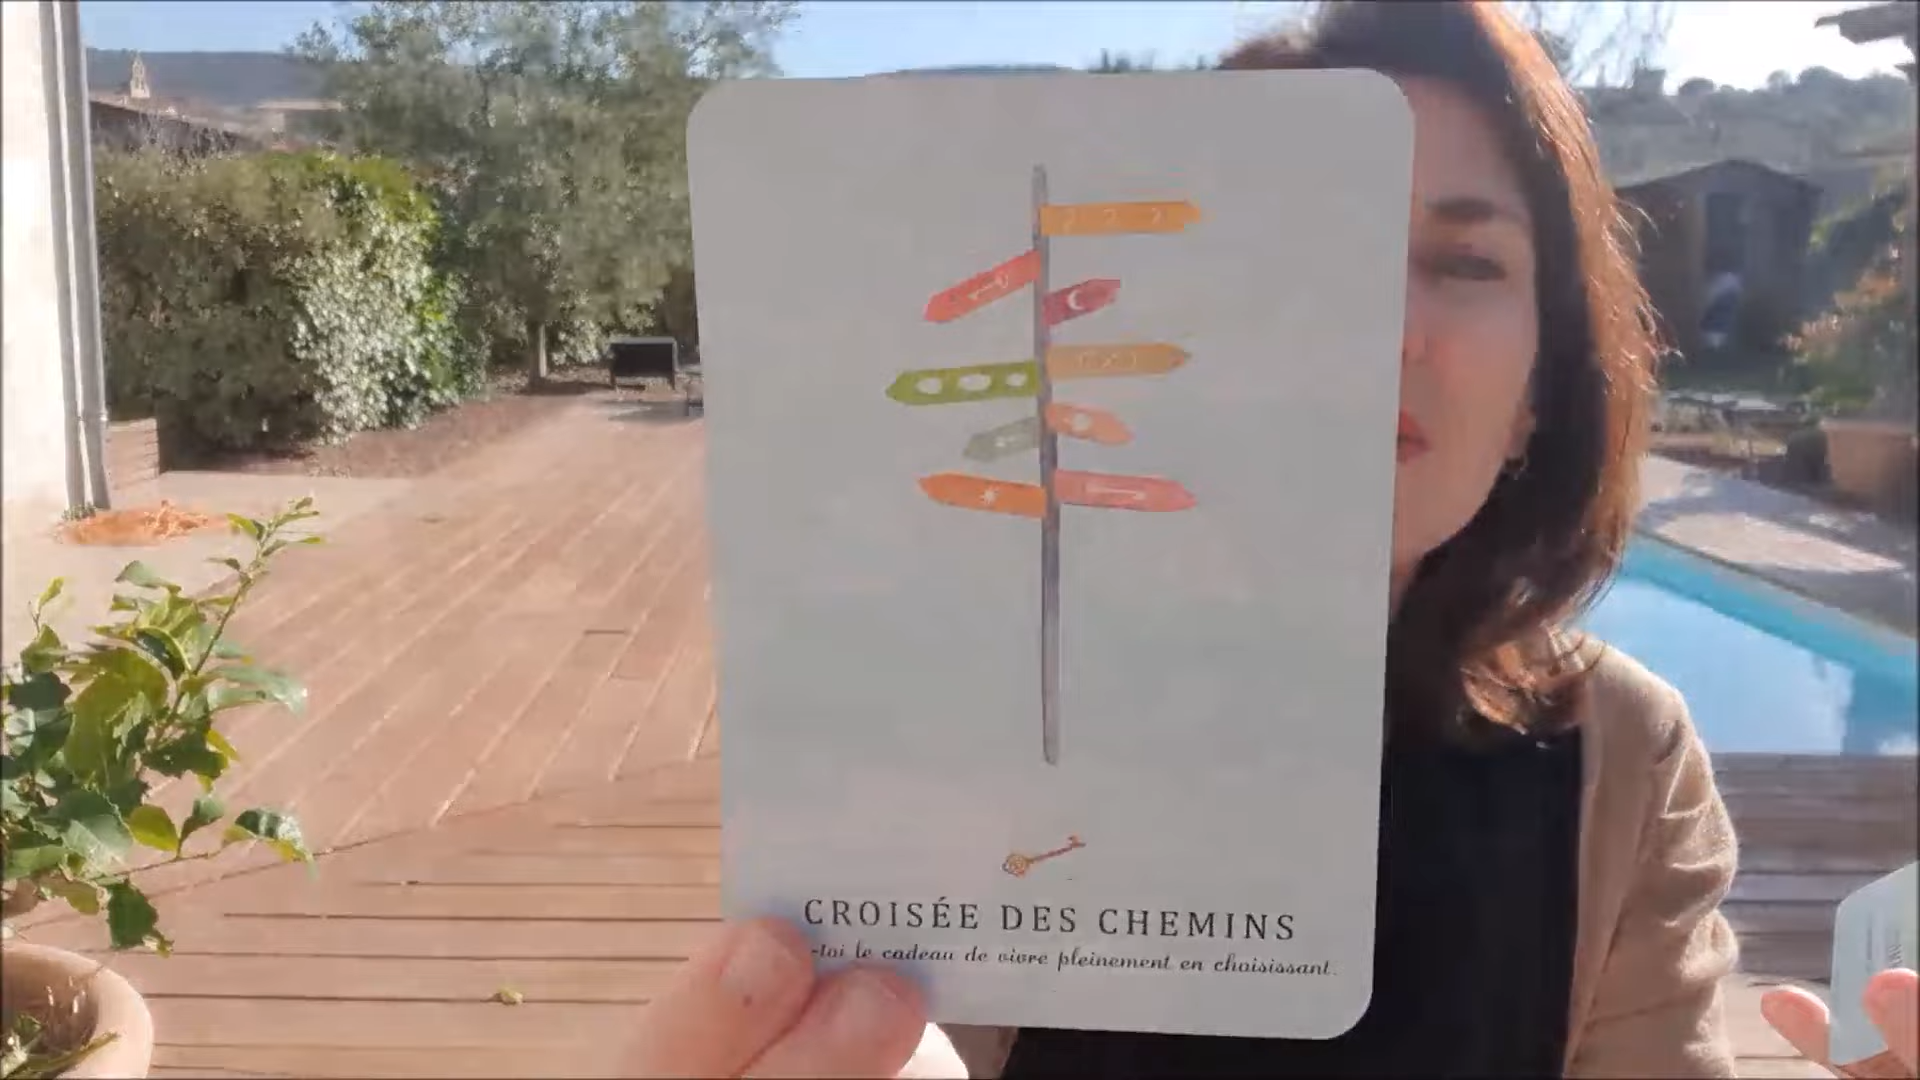 CROISÉE DES CHEMINS
-toi le cadeau de vivre pleinement en choisissant.